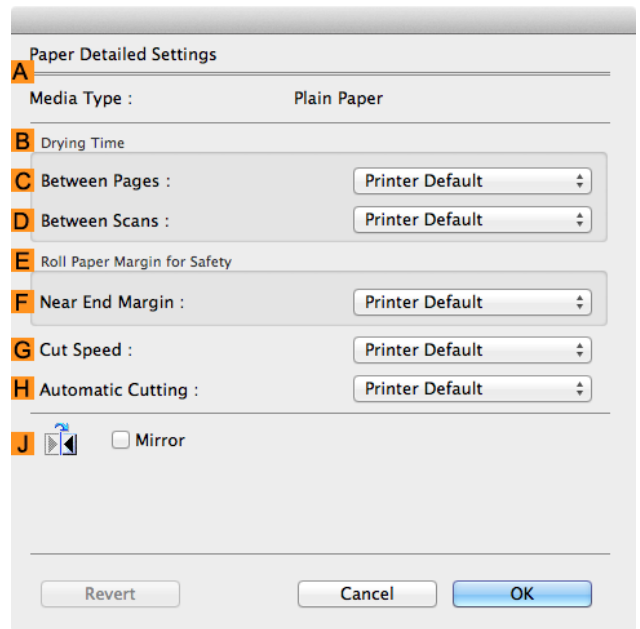 Paper Detailed Settings
A
Media Type : Plain Paper
B Drying Time
C Between Pages : Printer Default
D Between Scans : Printer Default
E Roll Paper Margin for Safety
F Near End Margin : Printer Default
G Cut Speed : Printer Default
H Automatic Cutting : Printer Default
J Mirror
Revert Cancel OK